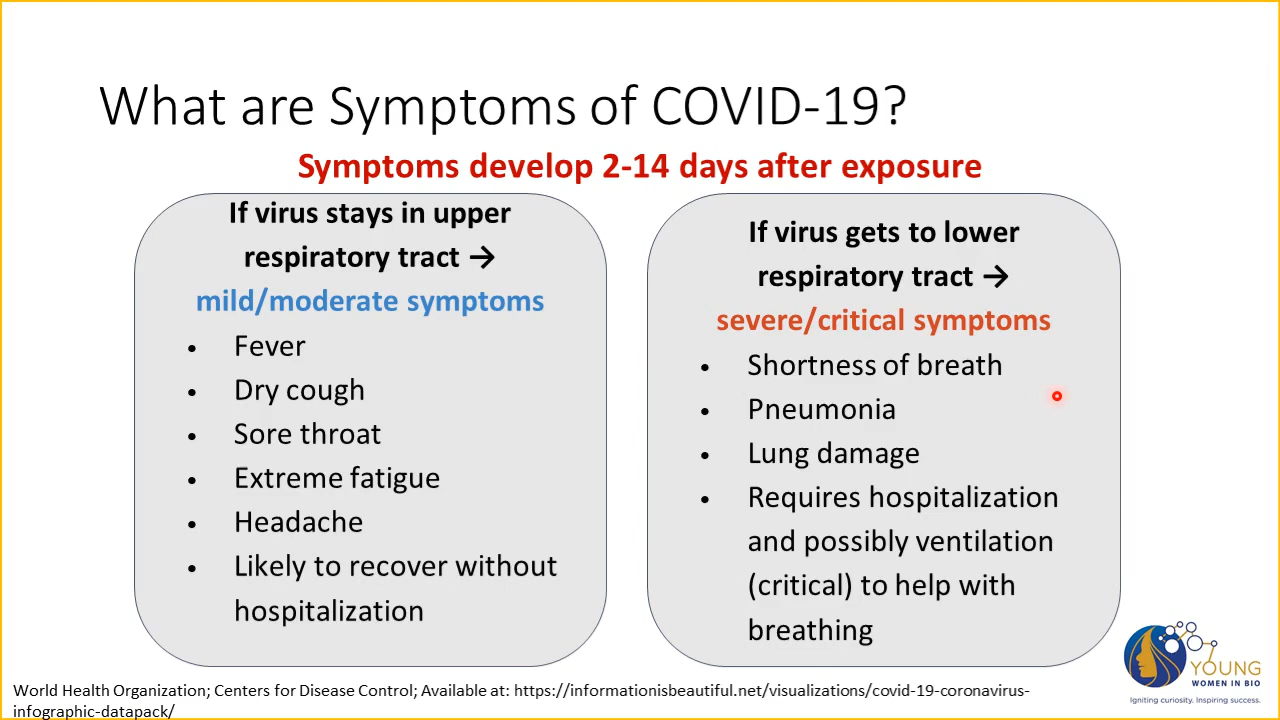 What are Symptoms of COVID-19?
Symptoms develop 2-14 days after exposure
If virus stays in upper
respiratory tract →
mild/moderate symptoms
• Fever
• Dry cough
• Sore throat
• Extreme fatigue
• Headache
• Likely to recover without
hospitalization
If virus gets to lower
respiratory tract →
severe/critical symptoms
• Shortness of breath
• Pneumonia
• Lung damage
• Requires hospitalization
and possibly ventilation
(critical) to help with
breathing
YOUNG
WOMEN IN BIO
Igniting curiosity. Inspiring success.
World Health Organization; Centers for Disease Control; Available at: https://informationisbeautiful.net/visualizations/covid-19-coronavirus-
infographic-datapack/